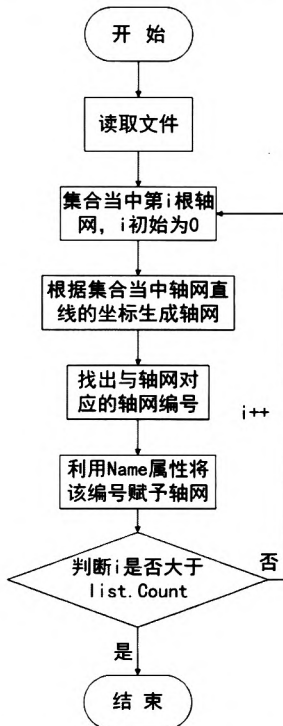 开 始
读取文件
集合当中第i根轴
网，i初始为0
根据集合当中轴网直
线的坐标生成轴网
找出与轴网对
应的轴网编号
i++
利用Name属性将
该编号赋予轴网
判断i是否大于
list.Count
否
是
结 束